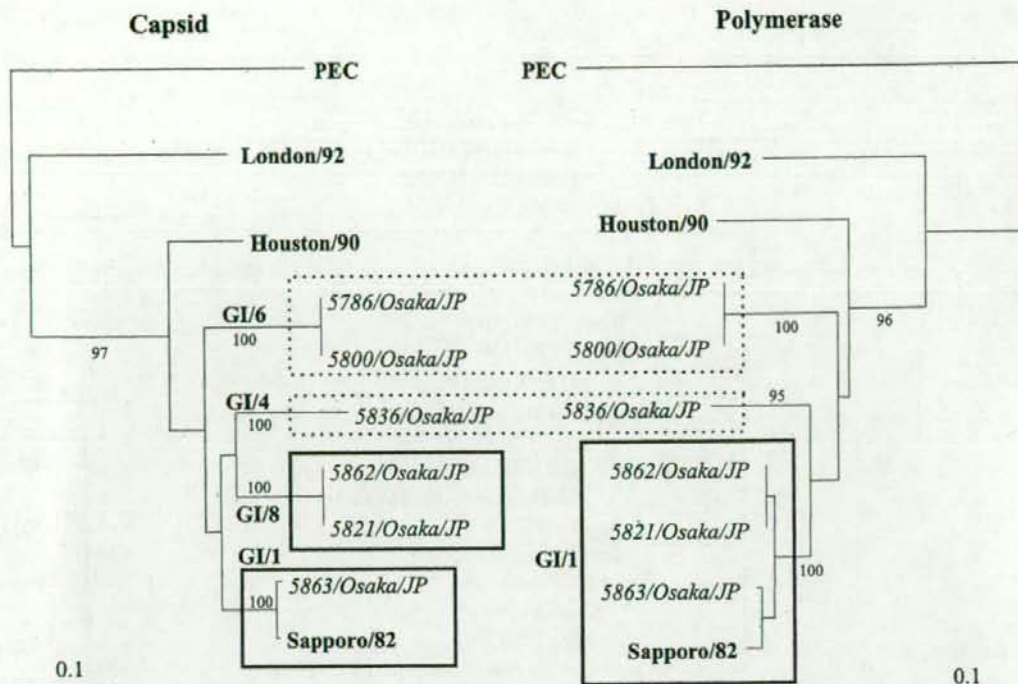 Capsid
Polymerase
PEC
PEC
London/92
London/92
Houston/90
Houston/90
GI/6
100
5786/Osaka/JP
5800/Osaka/JP
5786/Osaka/JP
5800/Osaka/JP
100
96
97
GI/4
100
5836/Osaka/JP
5836/Osaka/JP
95
100
GI/8
5862/Osaka/JP
5821/Osaka/JP
5862/Osaka/JP
5821/Osaka/JP
GI/1
GI/1
100
100
5863/Osaka/JP
Sapporo/82
5863/Osaka/JP
Sapporo/82
0.1
0.1